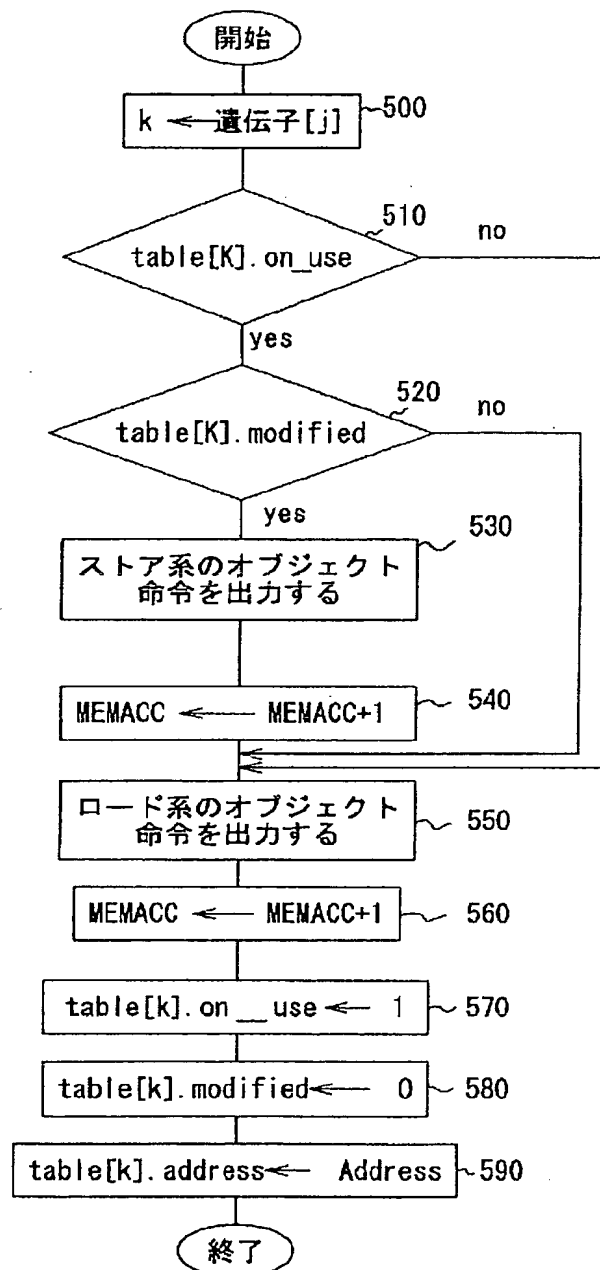 開始
k ← 遺伝子[j]
500
510
no
table[K].on_use
yes
520
no
table[K].modified
yes
530
ストア系のオブジェクト
命令を出力する
MEMACC ← MEMACC+1
540
ロード系のオブジェクト
命令を出力する
550
MEMACC ← MEMACC+1
560
table[k].on__use ← 1
570
table[k].modified ← 0
580
table[k].address ← Address
590
終了